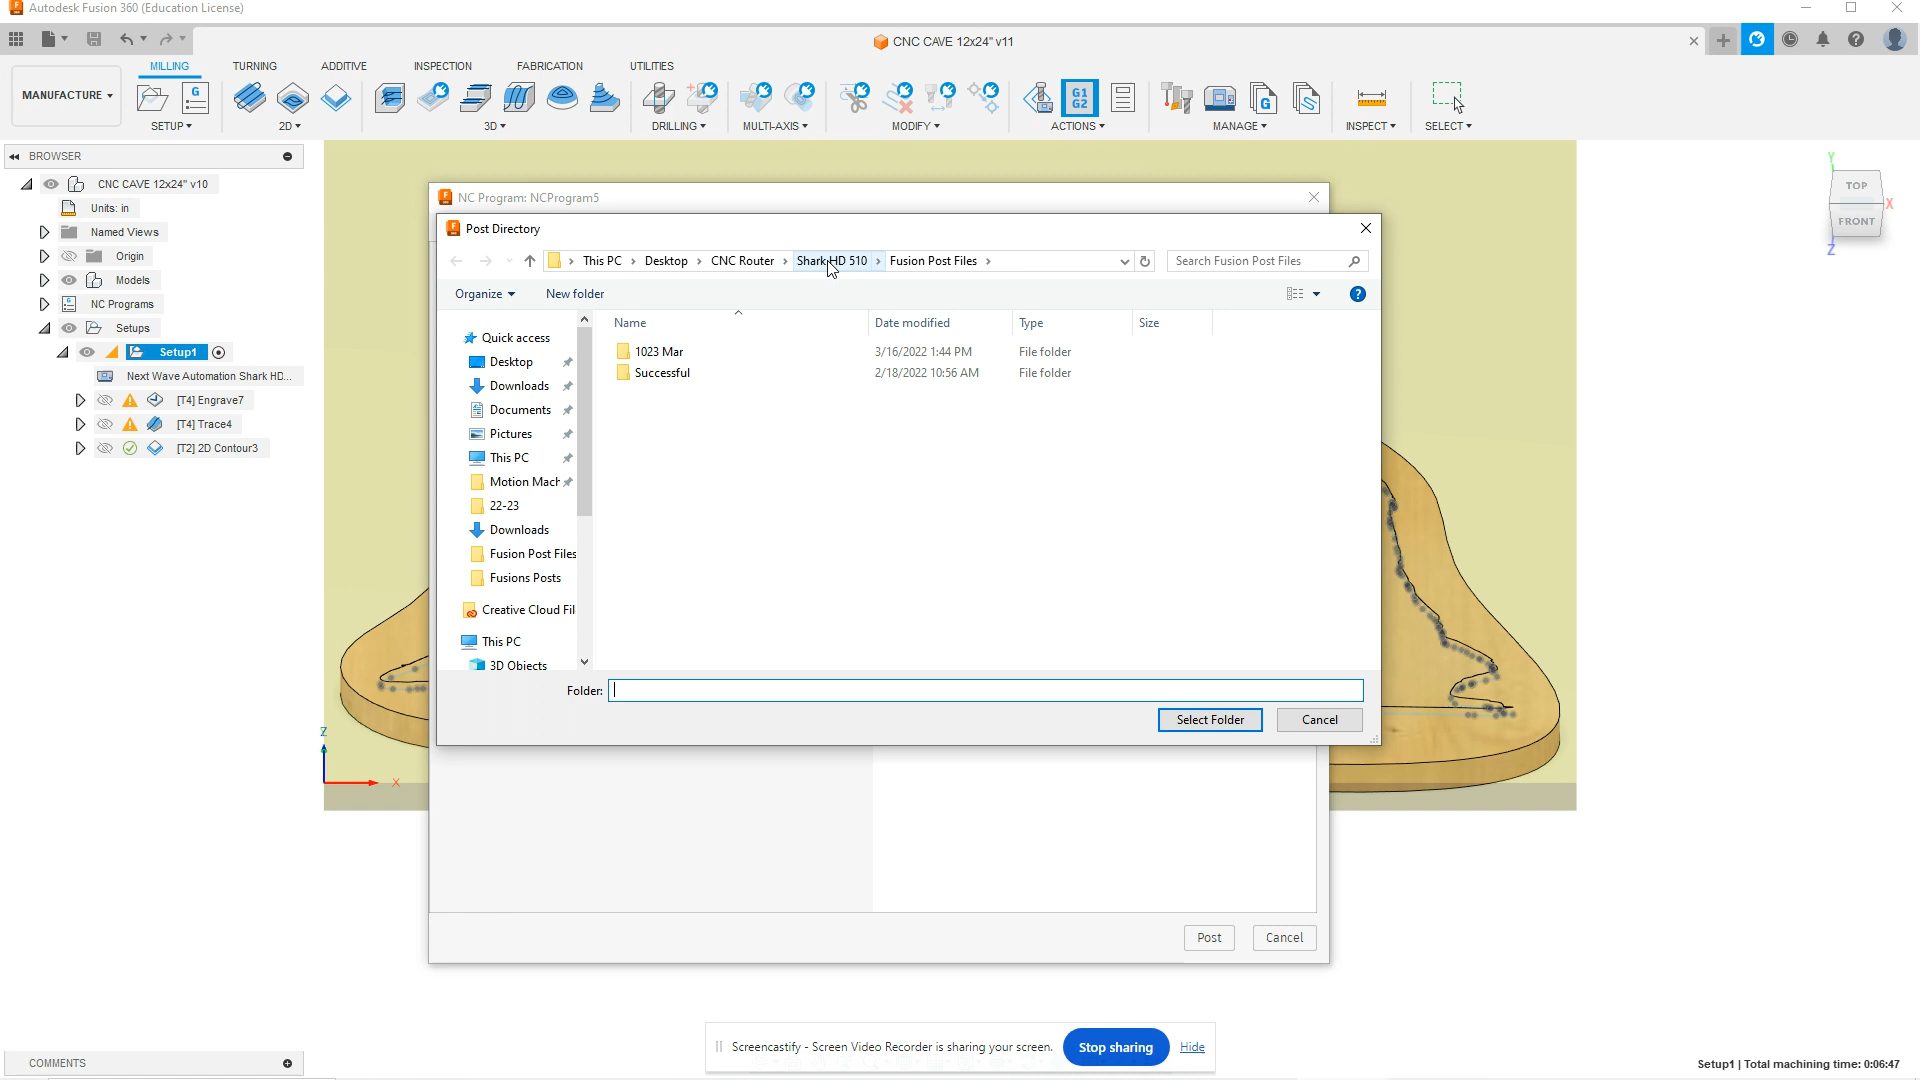 Autodesk Fusion 360 (Education License)
CNC CAVE 12x24" v11
MILLING TURNING ADDITIVE INSPECTION FABRICATION UTILITIES
MANUFACTURE
G
G1
G2
G
SETUP 2D 3D DRILLING MULTI-AXIS MODIFY ACTIONS MANAGE INSPECT SELECT
BROWSER
CNC CAVE 12x24" v10
Units: in
Named Views
Origin
Models
NC Programs
Setups
Setup1
Next Wave Automation Shark HD...
[T4] Engrave7
[T4] Trace4
[T2] 2D Contour3
NC Program: NCProgram5
Post Directory
This PC > Desktop > CNC Router > Shark HD 510 > Fusion Post Files >
Search Fusion Post Files
Organize New folder
Name Date modified Type Size
1023 Mar 3/16/2022 1:44 PM File folder
Successful 2/18/2022 10:56 AM File folder
Quick access
Desktop
Downloads
Documents
Pictures
This PC
Motion Mach
22-23
Downloads
Fusion Post Files
Fusions Posts
Creative Cloud Fil
This PC
3D Objects
Folder:
Select Folder Cancel
Post Cancel
Y
TOP
X
FRONT
Z
Z
X
Screencastify - Screen Video Recorder is sharing your screen. Stop sharing Hide
COMMENTS
Setup1 | Total machining time: 0:06:47